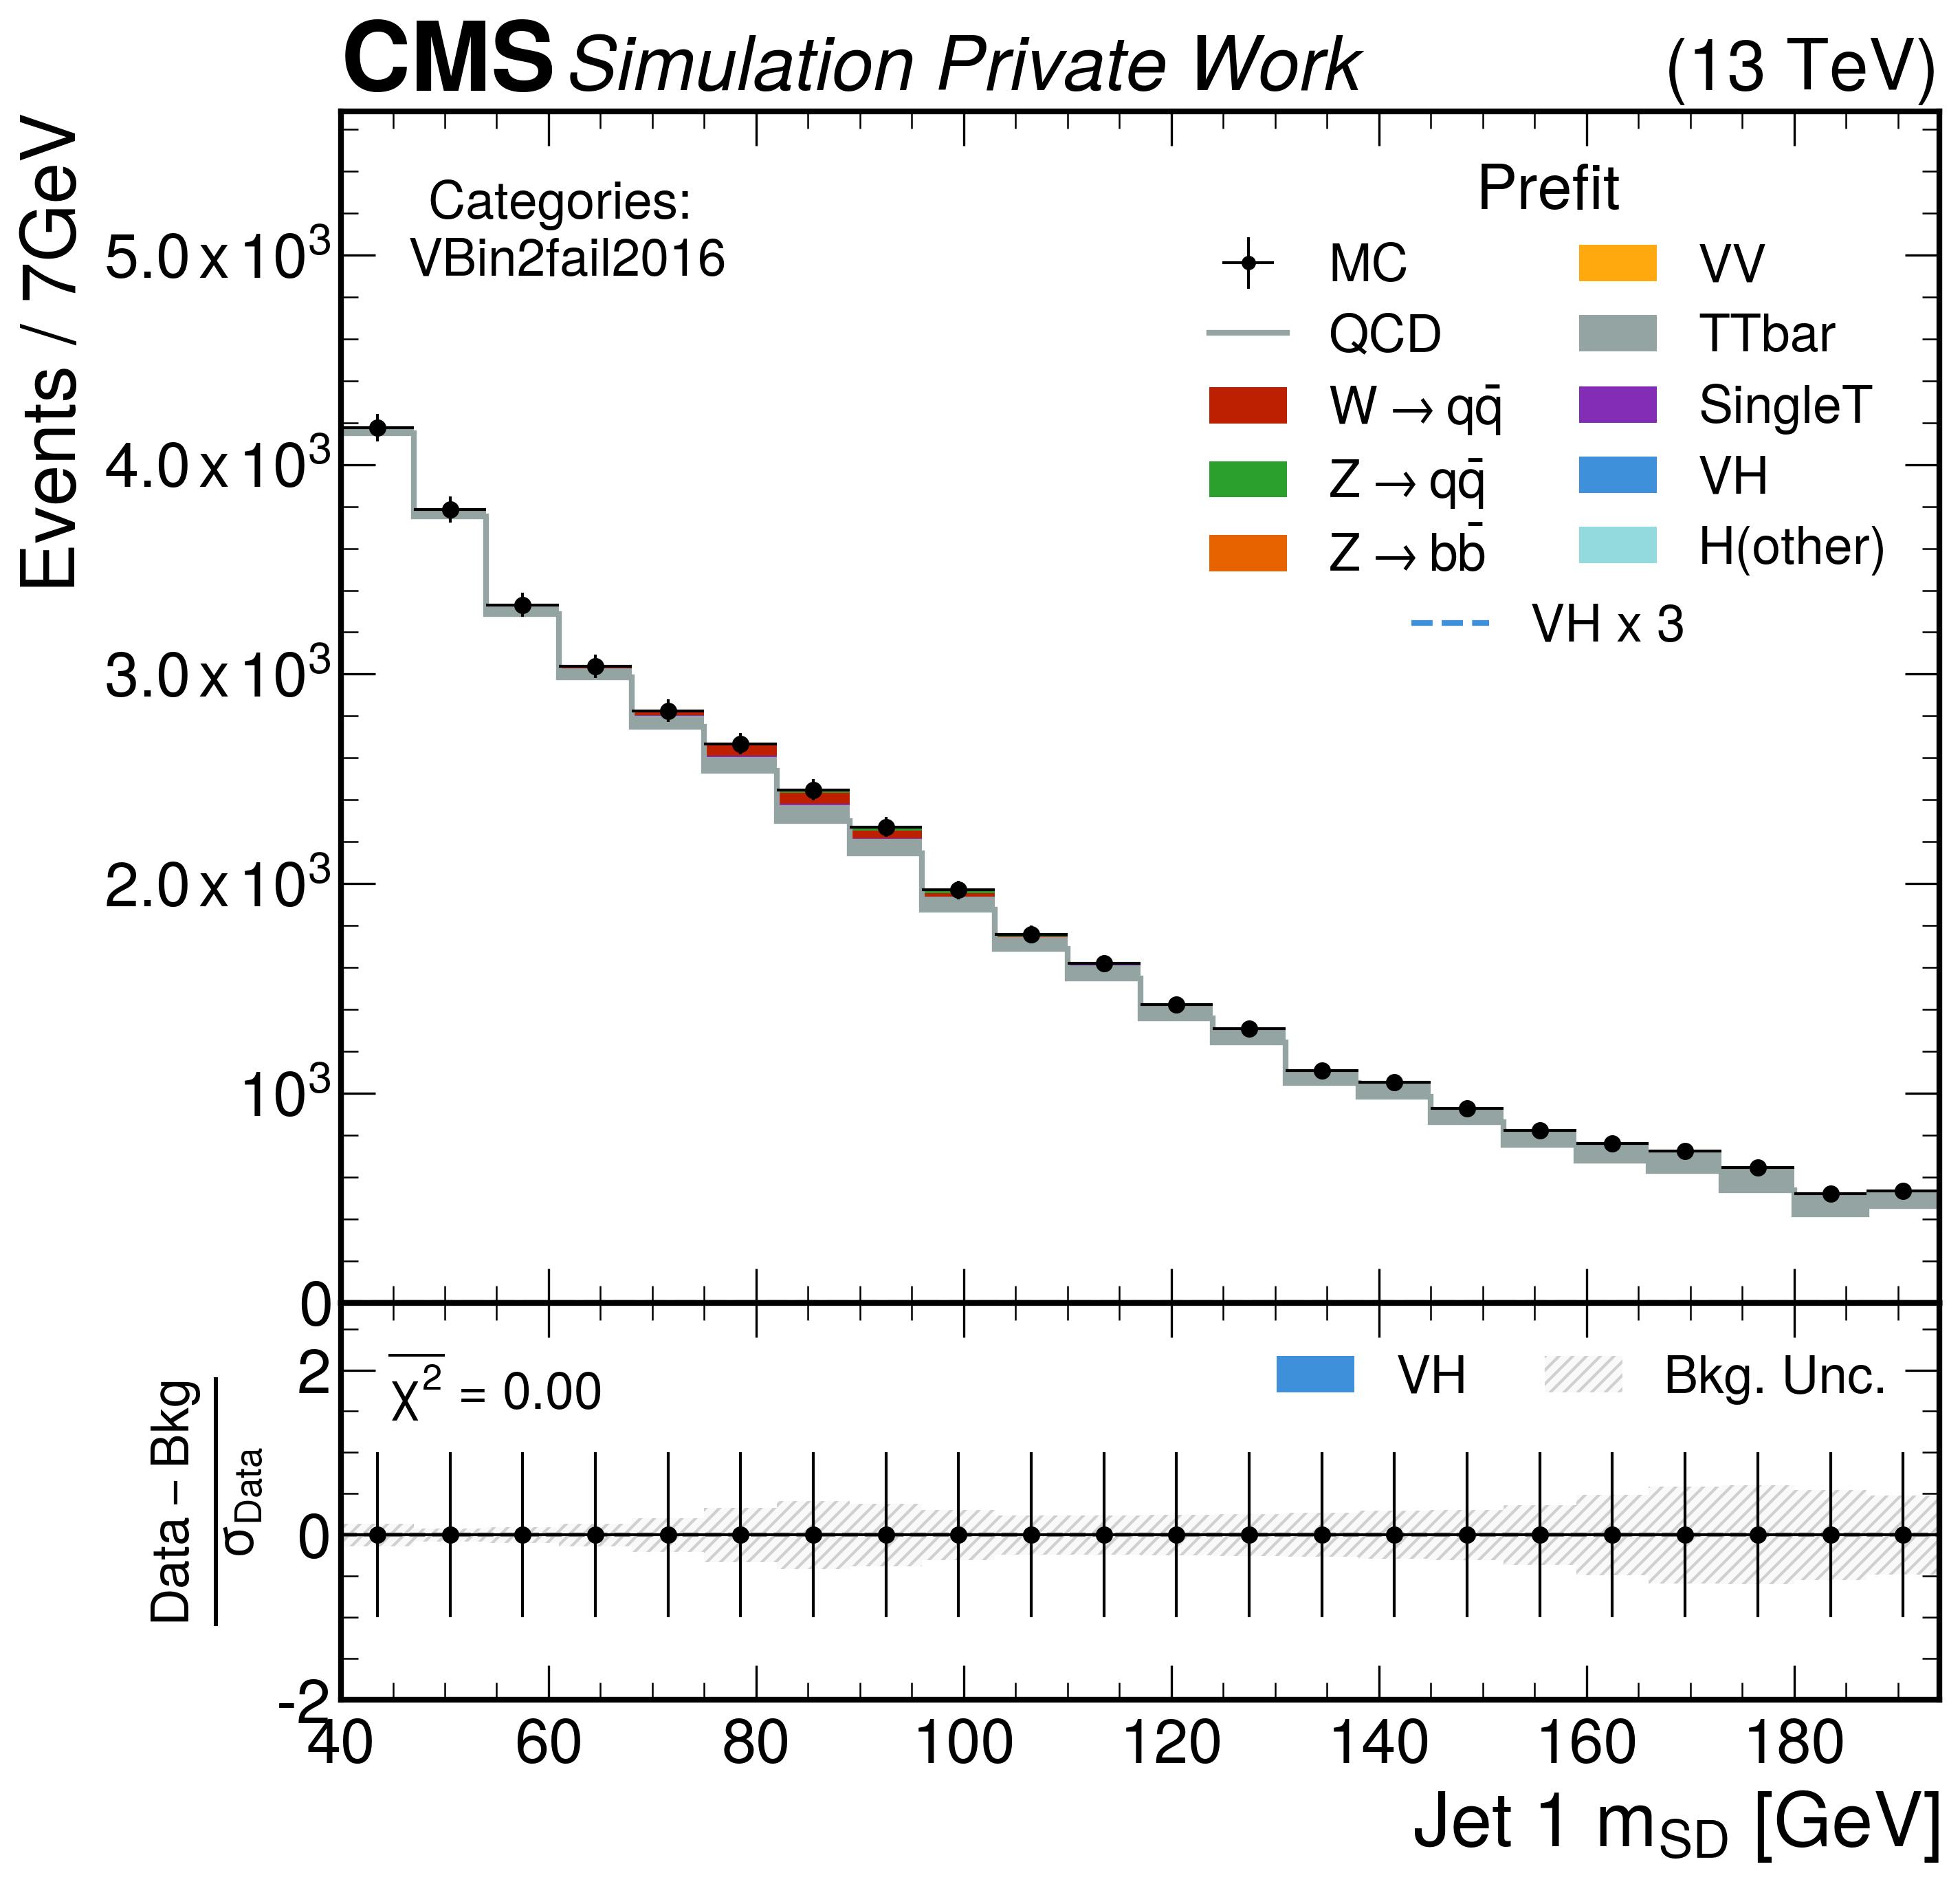 CMS Simulation Private Work (13 TeV)
Events / 7GeV
Categories:
VBin2fail2016
Prefit
MC
QCD
W → qq̄
Z → qq̄
Z → bb̄
VV
TTbar
SingleT
VH
H(other)
VH x 3
5.0 x 10³
4.0 x 10³
3.0 x 10³
2.0 x 10³
10³
0
Data – Bkg
σData
2
0
-2
χ² = 0.00
VH
Bkg. Unc.
40 60 80 100 120 140 160 180
Jet 1 mSD [GeV]